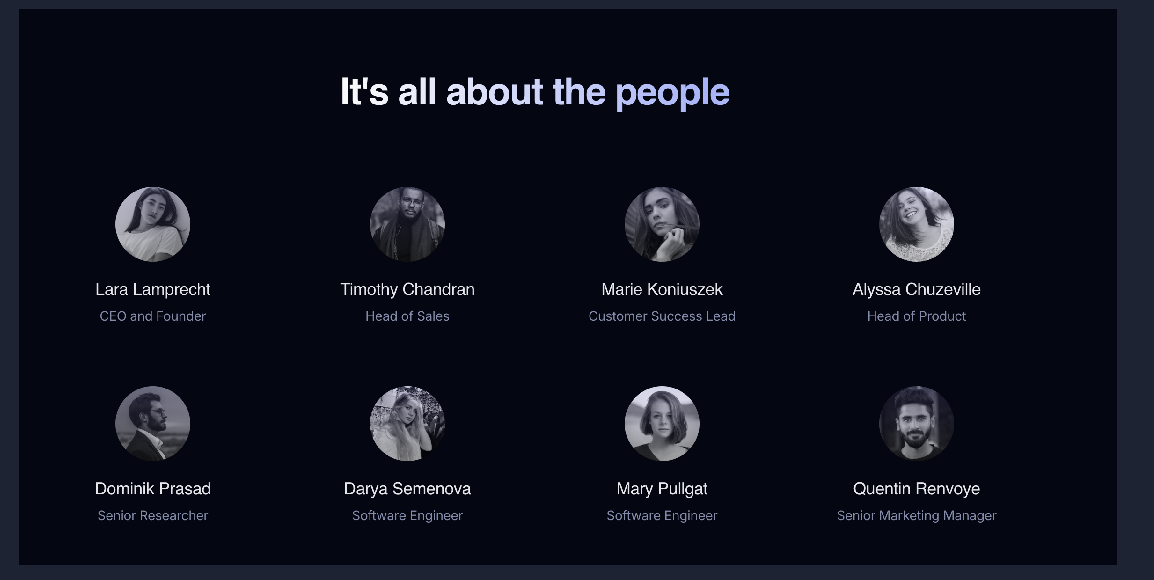 It's all about the people
Lara Lamprecht
CEO and Founder
Timothy Chandran
Head of Sales
Marie Koniuszek
Customer Success Lead
Alyssa Chuzeville
Head of Product
Dominik Prasad
Senior Researcher
Darya Semenova
Software Engineer
Mary Pullgat
Software Engineer
Quentin Renvoye
Senior Marketing Manager